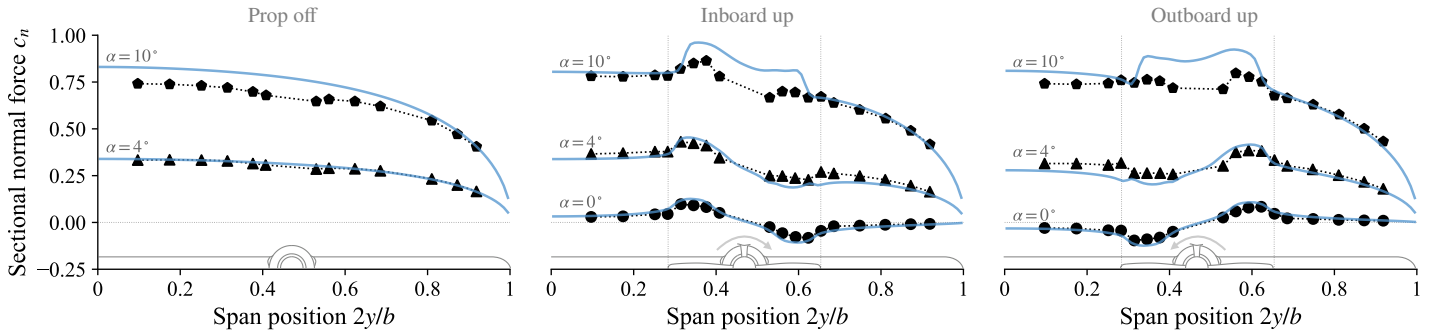 Prop off
Inboard up
Outboard up
Sectional normal force cₙ
1.00
0.75
0.50
0.25
0.00
−0.25
α=10°
α=4°
0
0.2
0.4
0.6
0.8
1
Span position 2y/b
α=10°
α=4°
α=0°
0
0.2
0.4
0.6
0.8
1
Span position 2y/b
α=10°
α=4°
α=0°
0
0.2
0.4
0.6
0.8
1
Span position 2y/b